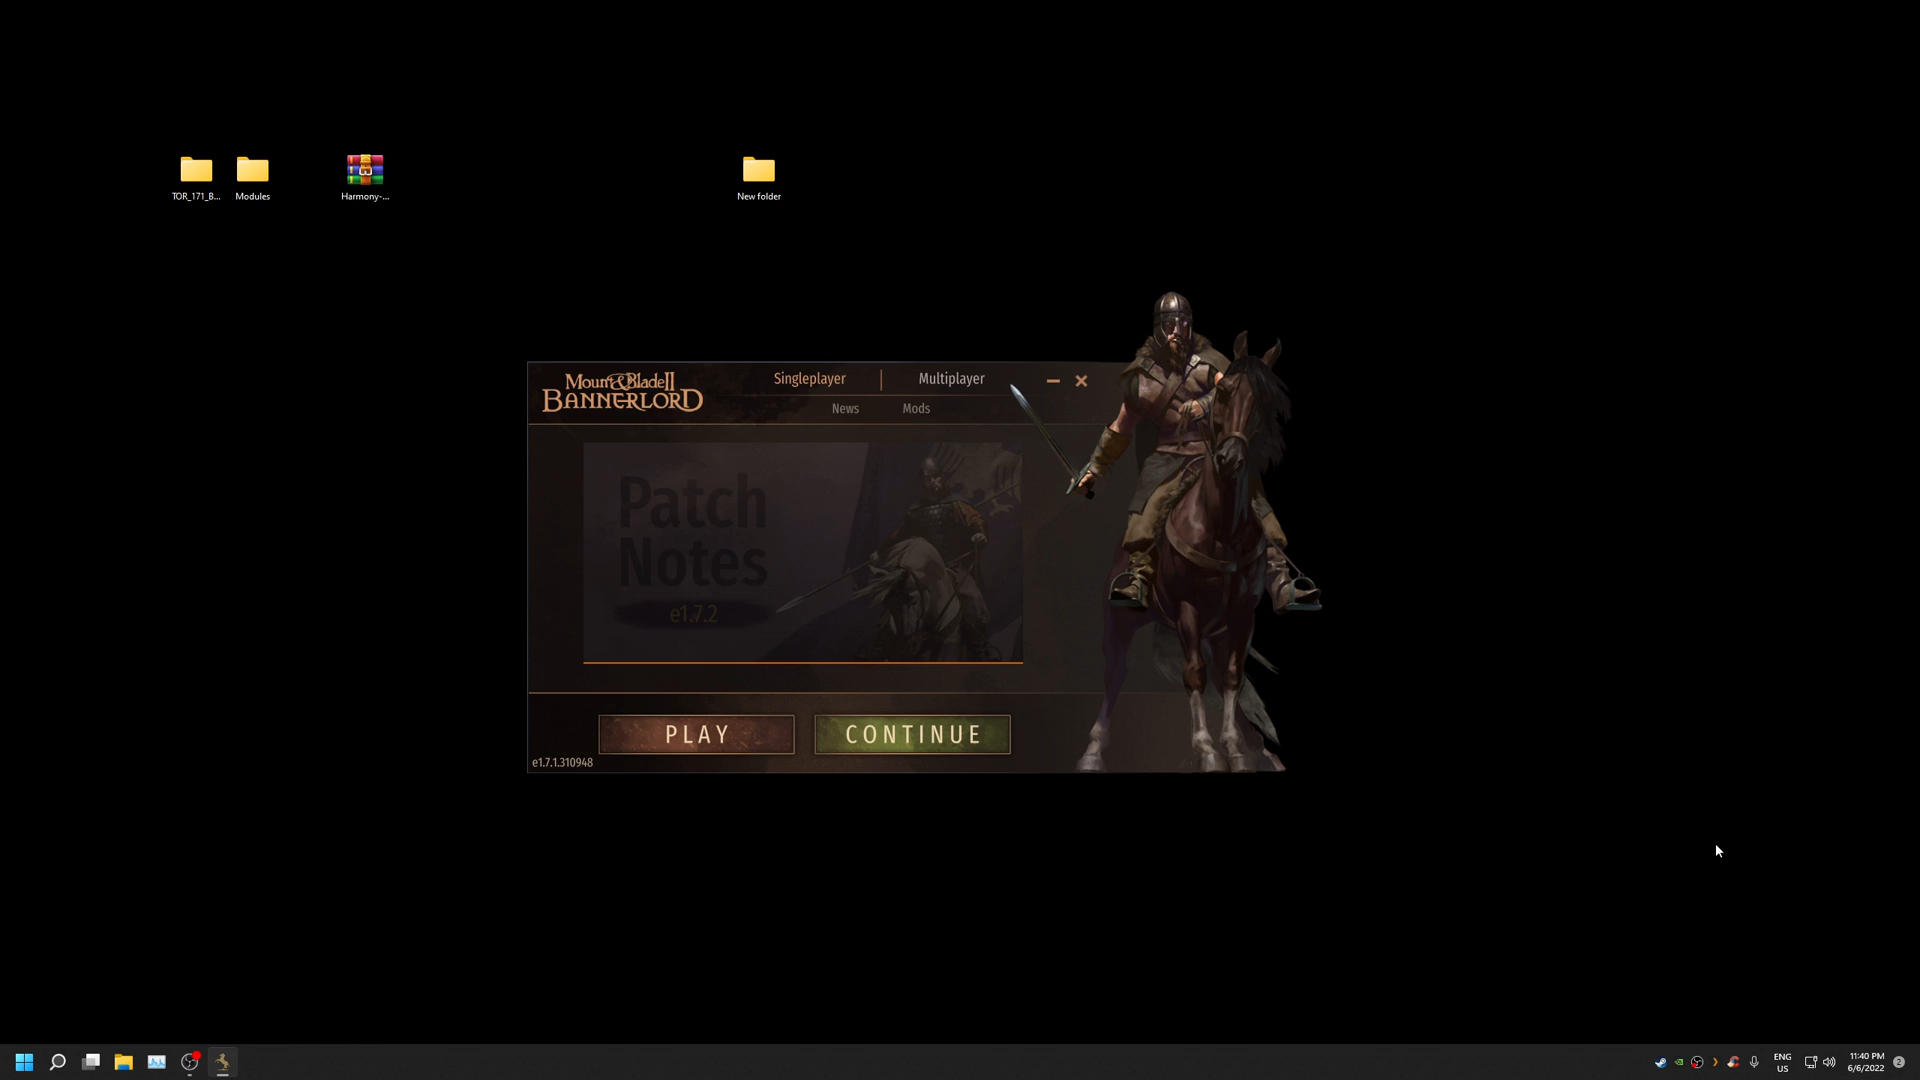 TOR_171_B...
Modules
Harmony-...
New folder
Mount & Blade II
BANNERLORD
Singleplayer
Multiplayer
News
Mods
Patch
Notes
e1.7.2
PLAY
CONTINUE
e1.7.1.310948
ENG
US
11:40 PM
6/6/2022
2